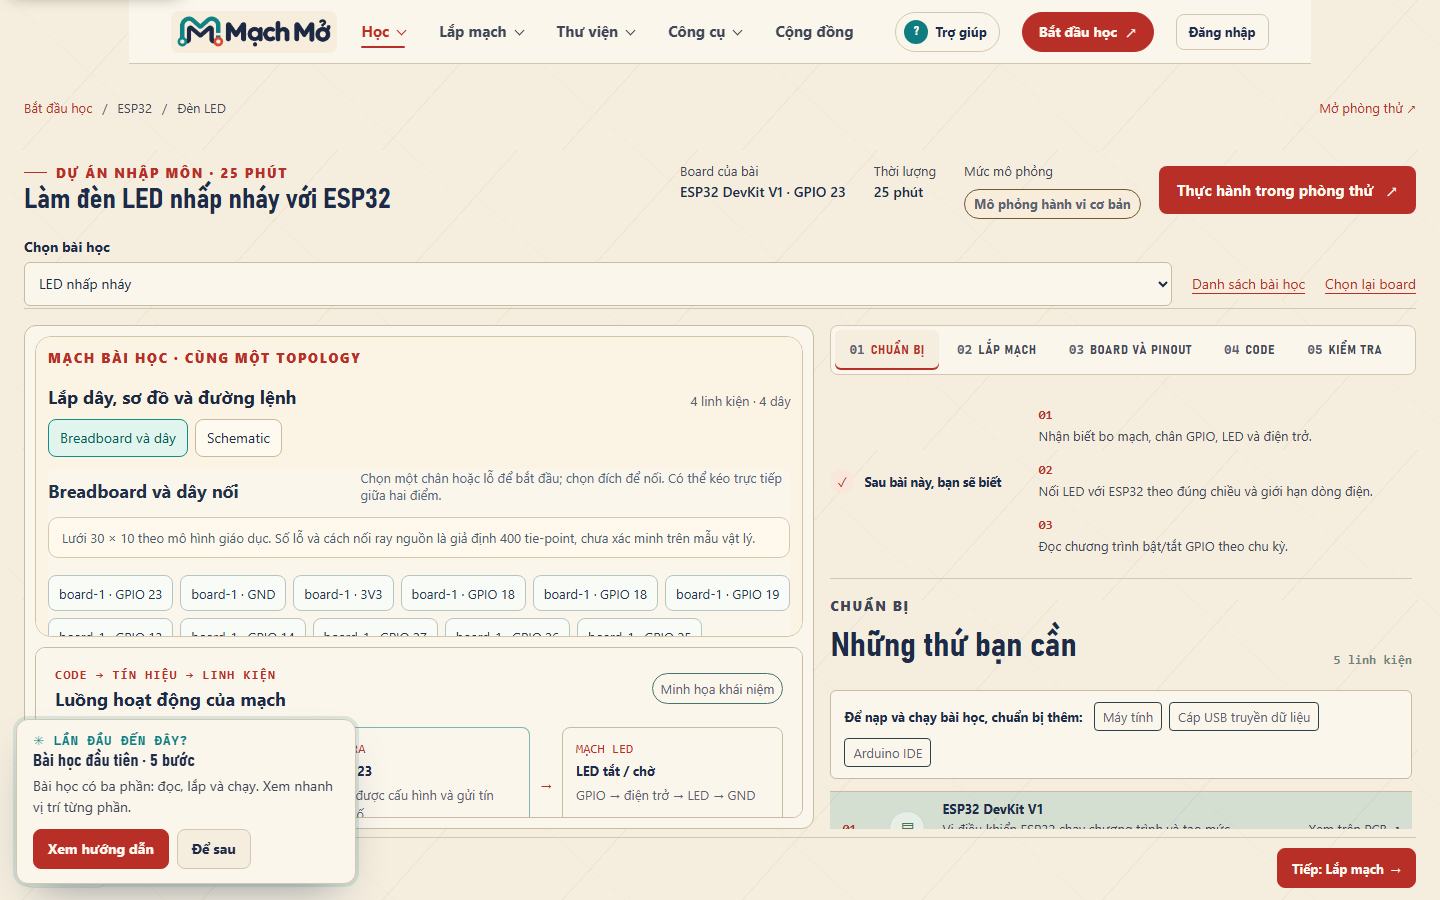 Mạch Mở
Học
Lắp mạch
Thư viện
Công cụ
Cộng đồng
? Trợ giúp
Bắt đầu học ↗
Đăng nhập
Bắt đầu học / ESP32 / Đèn LED
Mở phòng thử ↗
DỰ ÁN NHẬP MÔN · 25 PHÚT
Làm đèn LED nhấp nháy với ESP32
Board của bài
ESP32 DevKit V1 · GPIO 23
Thời lượng
25 phút
Mức mô phỏng
Mô phỏng hành vi cơ bản
Thực hành trong phòng thử ↗
Chọn bài học
LED nhấp nháy
Danh sách bài học
Chọn lại board
MẠCH BÀI HỌC · CÙNG MỘT TOPOLOGY
Lắp dây, sơ đồ và đường lệnh
4 linh kiện · 4 dây
Breadboard và dây
Schematic
Breadboard và dây nối
Chọn một chân hoặc lỗ để bắt đầu; chọn đích để nối. Có thể kéo trực tiếp
giữa hai điểm.
Lưới 30 × 10 theo mô hình giáo dục. Số lỗ và cách nối ray nguồn là giả định 400 tie-point, chưa xác minh trên mẫu vật lý.
board-1 · GPIO 23
board-1 · GND
board-1 · 3V3
board-1 · GPIO 18
board-1 · GPIO 18
board-1 · GPIO 19
CODE → TÍN HIỆU → LINH KIỆN
Luồng hoạt động của mạch
Minh họa khái niệm
RA
23
được cấu hình và gửi tín
→
MẠCH LED
LED tắt / chờ
GPIO → điện trở → LED → GND
✳ LẦN ĐẦU ĐẾN ĐÂY?
Bài học đầu tiên · 5 bước
Bài học có ba phần: đọc, lắp và chạy. Xem nhanh
vị trí từng phần.
Xem hướng dẫn
Để sau
01 CHUẨN BỊ
02 LẮP MẠCH
03 BOARD VÀ PINOUT
04 CODE
05 KIỂM TRA
✓ Sau bài này, bạn sẽ biết
01
Nhận biết bo mạch, chân GPIO, LED và điện trở.
02
Nối LED với ESP32 theo đúng chiều và giới hạn dòng điện.
03
Đọc chương trình bật/tắt GPIO theo chu kỳ.
CHUẨN BỊ
Những thứ bạn cần
5 linh kiện
Để nạp và chạy bài học, chuẩn bị thêm:
Máy tính
Cáp USB truyền dữ liệu
Arduino IDE
ESP32 DevKit V1
Tiếp: Lắp mạch →